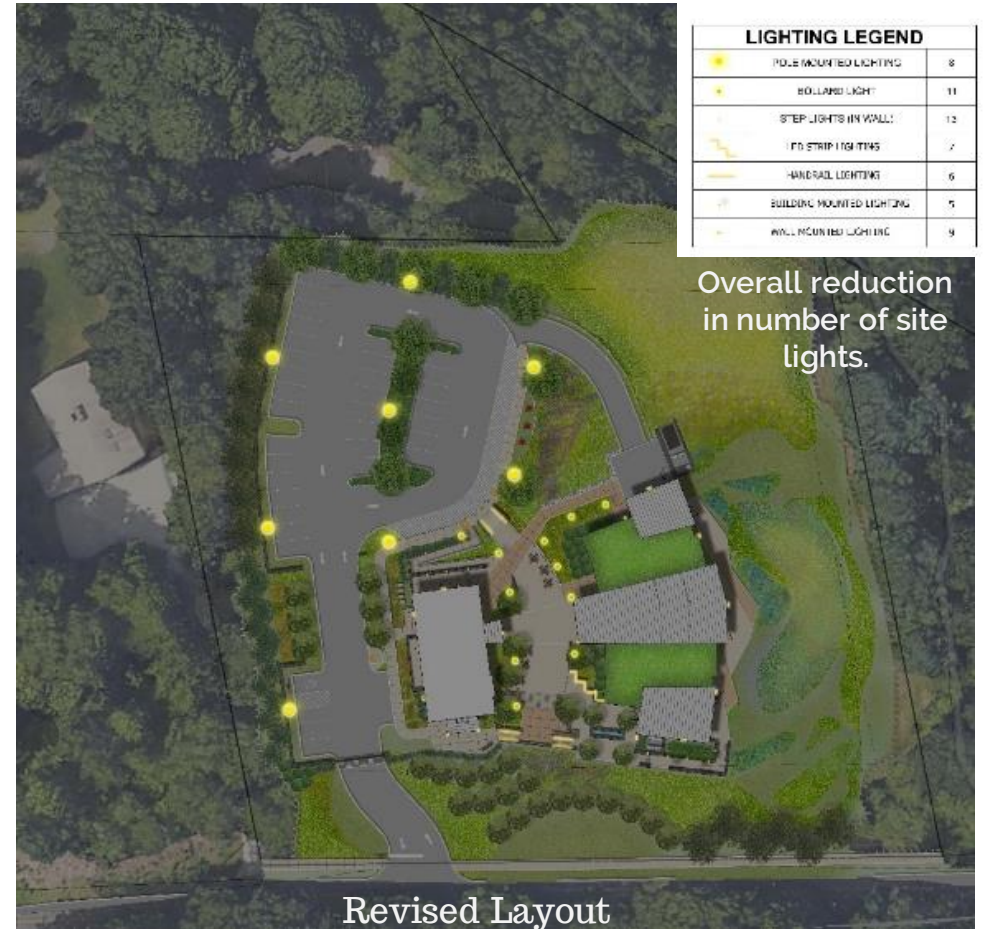 LIGHTING LEGEND
POLE MOUNTED LIGHTING 8
BOLLARD LIGHT 11
STEP LIGHTS (IN WALL)
LED STRIP LIGHTING
HANDRAIL LIGHTING 6
BUILDING MOUNTED LIGHTING 5
WALL MOUNTED LIGHTING 9
Overall reduction
in number of site
lights.
Revised Layout